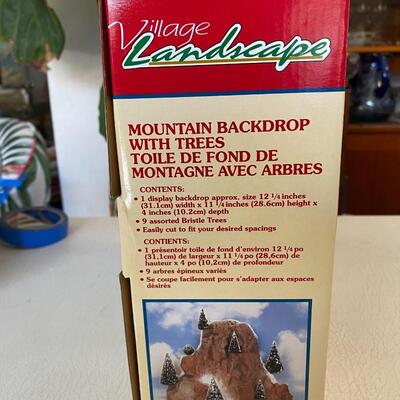 Village
Landscape
MOUNTAIN BACKDROP
WITH TREES
TOILE DE FOND DE
MONTAGNE AVEC ARBRES
CONTENTS:
• 1 display backdrop approx. size 12 1/4 inches
(31.1cm) width x 11 1/4 inches (28.6cm) height x
4 inches (10.2cm) depth
• 9 assorted Bristle Trees
• Easily cut to fit your desired spacings
CONTIENTS:
• 1 présentoir toile de fond d'environ 12 1/4 po
(31,1cm) de largeur x 11 1/4 po (28,6cm) de
hauteur x 4 po (10,2cm) de profondeur
• 9 arbres épineux variés
• Se coupe facilement pour s'adapter aux espaces
désirés